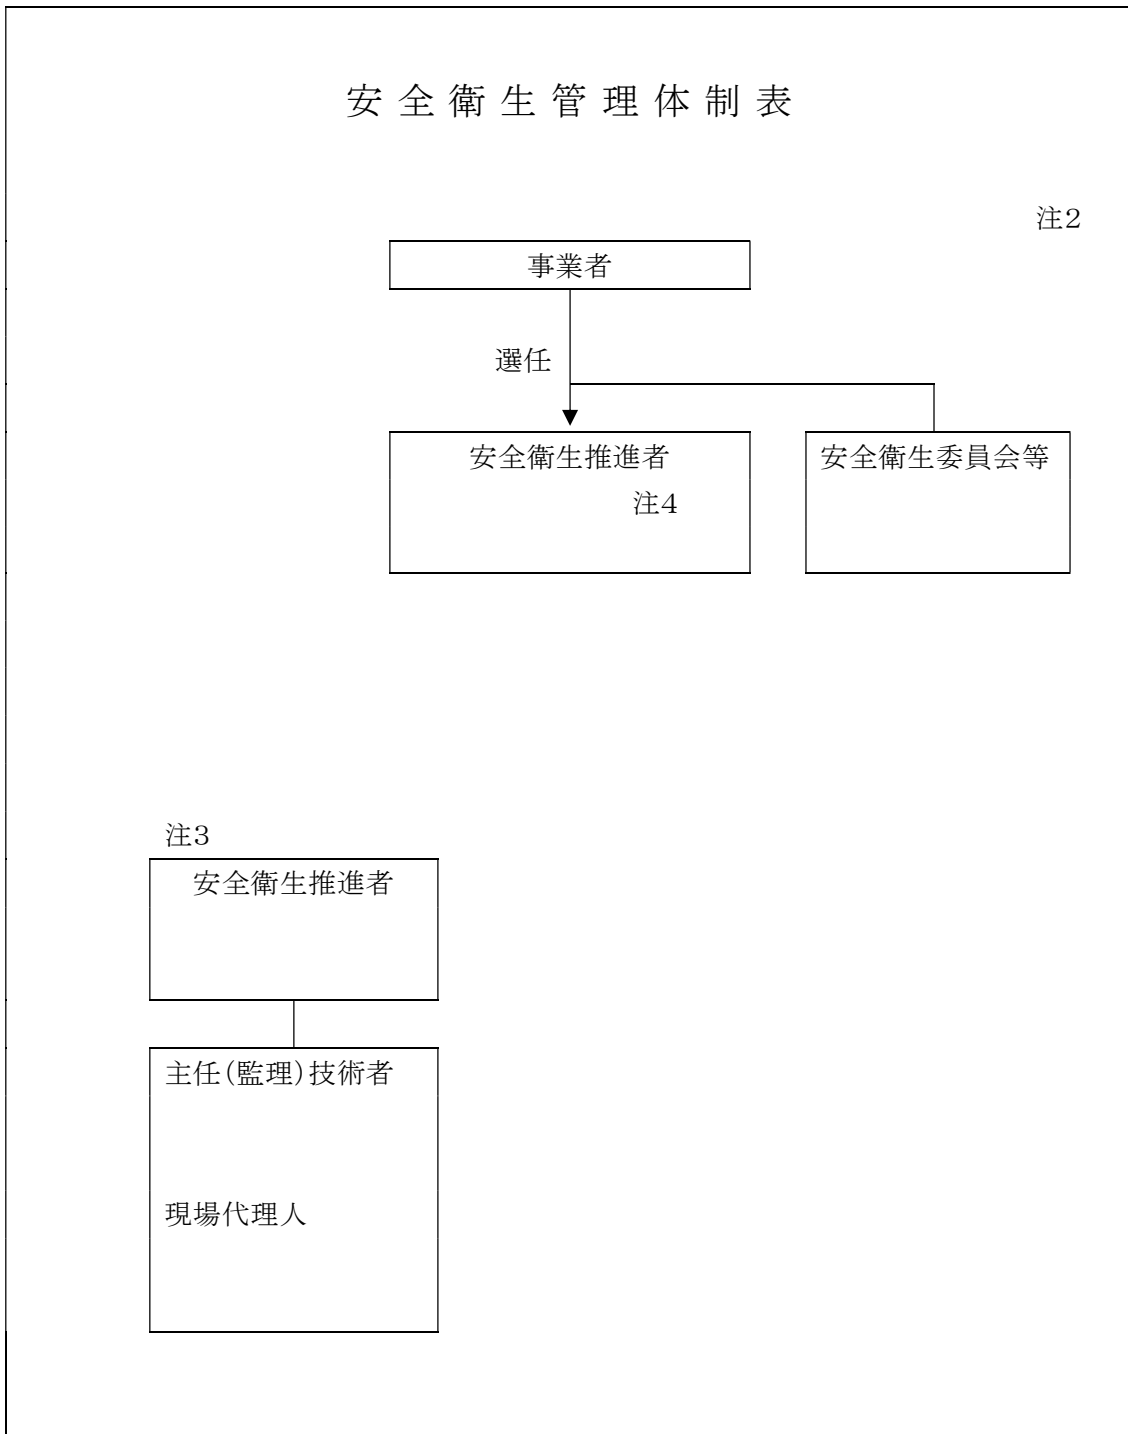 安全衛生管理体制表
注2
事業者
選任
安全衛生推進者
注4
安全衛生委員会等
注3
安全衛生推進者
主任(監理)技術者
現場代理人